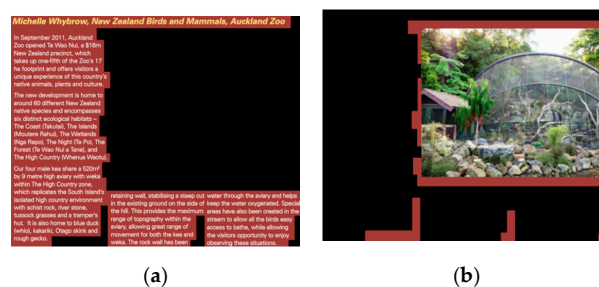 Michelle Whybrow, New Zealand Birds and Mammals, Auckland Zoo
In September 2011, Auckland
Zoo opened Te Wao Nui, a $16m
New Zealand precinct, which
takes up one-fifth of the Zoo's 17
ha footprint and offers visitors a
unique experience of this country's
native animals, plants and culture.
The new development is home to
around 60 different New Zealand
native species and encompasses
six distinct ecological habitats –
The Coast (Takutai), The Islands
(Moutere Rahui), The Wetlands
(Nga Repo), The Night (Te Po), The
Forest (Te Wao Nui a Tane), and
The High Country (Whenua Waotu).
Our four male kea share a 520m²
by 9 metre high aviary with weka
within The High Country zone,
which replicates the South Island's
isolated high country environment
with schist rock, river stone,
tussock grasses and a tramper's
hut. It is also home to blue duck
(whio), kakariki, Otago skink and
rough gecko.
retaining wall, stabilising a steep cut
in the existing ground on the side of
the hill. This provides the maximum
range of topography within the
aviary, allowing great range of
movement for both the kea and
weka. The rock wall has been
water through the aviary and helps
keep the water oxygenated. Special
areas have also been created in the
stream to allow all the birds easy
access to bathe, while allowing
the visitors opportunity to enjoy
observing these situations.
(a)
(b)